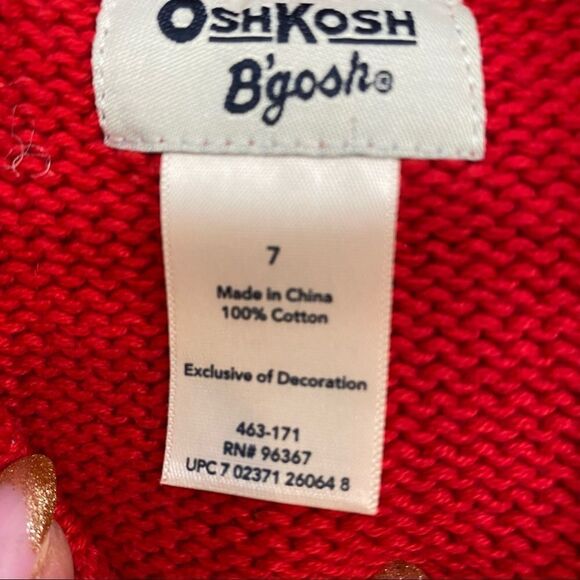 OSHKOSH
B'gosh®
7
Made in China
100% Cotton
Exclusive of Decoration
463-171
RN# 96367
UPC 7 02371 26064 8